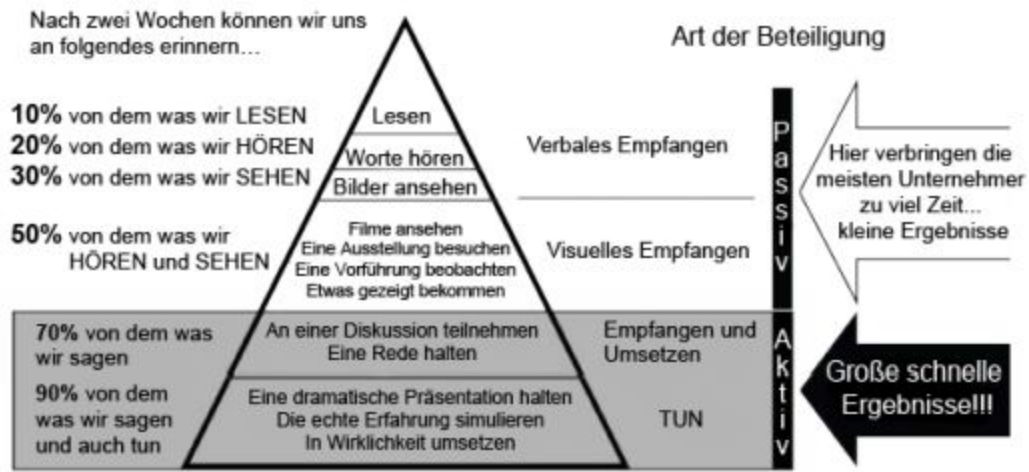 Nach zwei Wochen können wir uns
an folgendes erinnern...
Art der Beteiligung
10% von dem was wir LESEN
20% von dem was wir HÖREN
30% von dem was wir SEHEN
50% von dem was wir
HÖREN und SEHEN
70% von dem was
wir sagen
90% von dem
was wir sagen
und auch tun
Lesen
Worte hören
Bilder ansehen
Filme ansehen
Eine Ausstellung besuchen
Eine Vorführung beobachten
Etwas gezeigt bekommen
An einer Diskussion teilnehmen
Eine Rede halten
Eine dramatische Präsentation halten
Die echte Erfahrung simulieren
In Wirklichkeit umsetzen
Verbales Empfangen
Visuelles Empfangen
Empfangen und
Umsetzen
TUN
Passiv
Aktiv
Hier verbringen die
meisten Unternehmer
zu viel Zeit...
kleine Ergebnisse
Große schnelle
Ergebnisse!!!